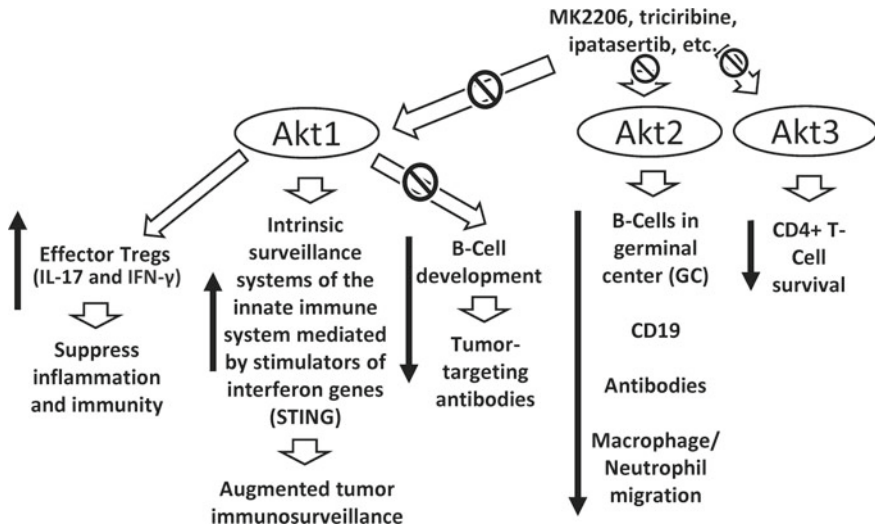 MK2206, triciribine,
ipatasertib, etc.
Akt1
Akt2
Akt3
Effector Tregs
(IL-17 and IFN-γ)
Suppress
inflammation
and immunity
Intrinsic
surveillance
systems of the
innate immune
system mediated
by stimulators of
interferon genes
(STING)
Augmented tumor
immunosurveillance
B-Cell
development
Tumor-
targeting
antibodies
B-Cells in
germinal
center (GC)
CD19
Antibodies
Macrophage/
Neutrophil
migration
CD4+ T-
Cell
survival